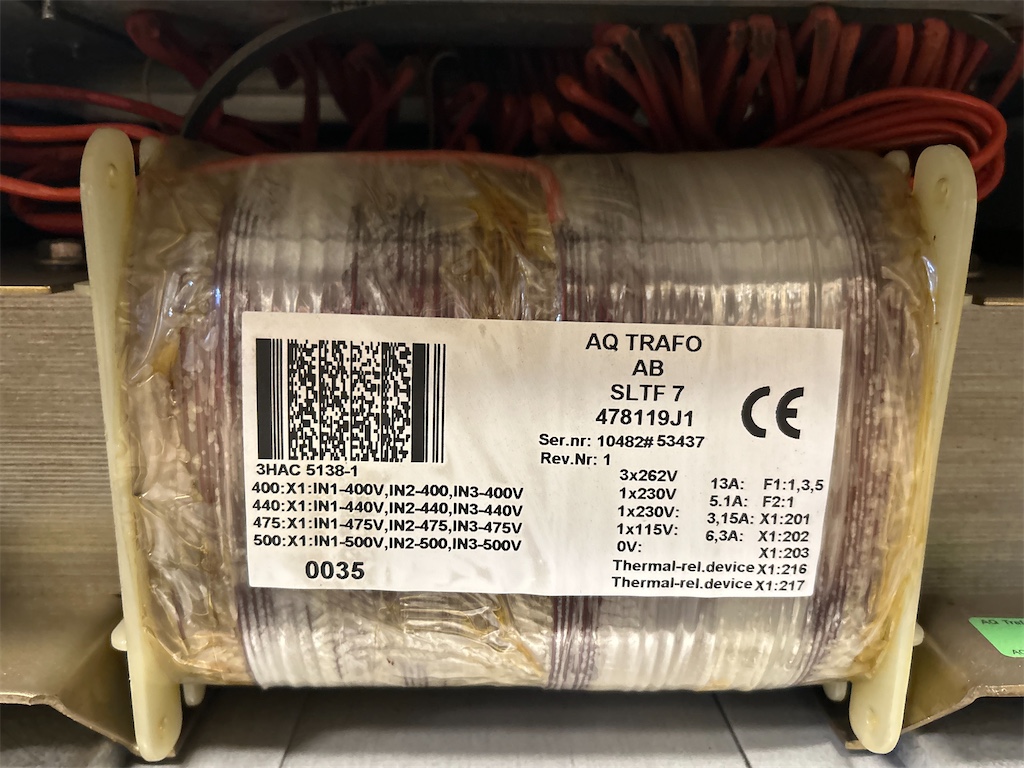 AQ TRAFO
AB
SLTF 7
478119J1
CE
Ser.nr: 10482# 53437
Rev.Nr: 1
3HAC 5138-1
400:X1:IN1-400V,IN2-400,IN3-400V
440:X1:IN1-440V,IN2-440,IN3-440V
475:X1:IN1-475V,IN2-475,IN3-475V
500:X1:IN1-500V,IN2-500,IN3-500V
0035
3x262V 13A: F1:1,3,5
1x230V 5.1A: F2:1
1x230V: 3,15A: X1:201
1x115V: 6,3A: X1:202
0V: X1:203
Thermal-rel.device X1:216
Thermal-rel.device X1:217
AQ